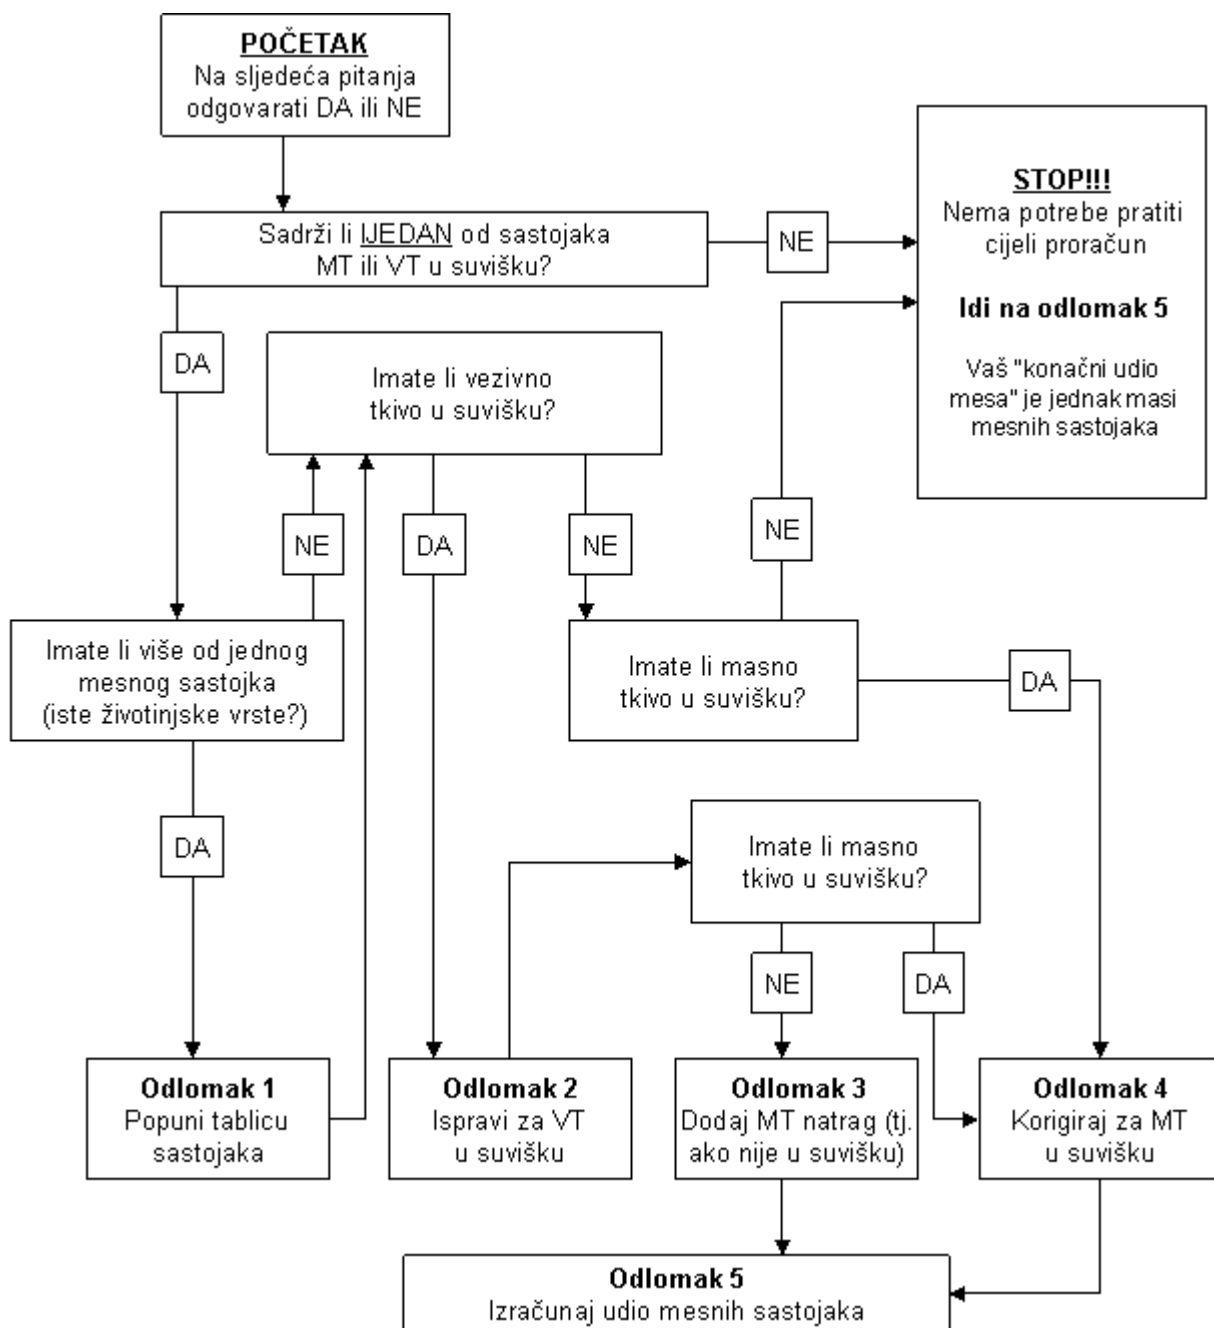 POČETAK
Na sljedeća pitanja
odgovarati DA ili NE
Sadrži li IJEDAN od sastojaka
MT ili VT u suvišku?
NE
STOP!!!
Nema potrebe pratiti
cijeli proračun
Idi na odlomak 5
Vaš "konačni udio
mesa" je jednak masi
mesnih sastojaka
DA
Imate li vezivno
tkivo u suvišku?
NE
DA
NE
NE
Imate li više od jednog
mesnog sastojka
(iste životinjske vrste?)
Imate li masno
tkivo u suvišku?
DA
DA
Imate li masno
tkivo u suvišku?
NE
DA
Odlomak 1
Popuni tablicu
sastojaka
Odlomak 2
Ispravi za VT
u suvišku
Odlomak 3
Dodaj MT natrag (tj.
ako nije u suvišku)
Odlomak 4
Korigiraj za MT
u suvišku
Odlomak 5
Izračunaj udio mesnih sastojaka